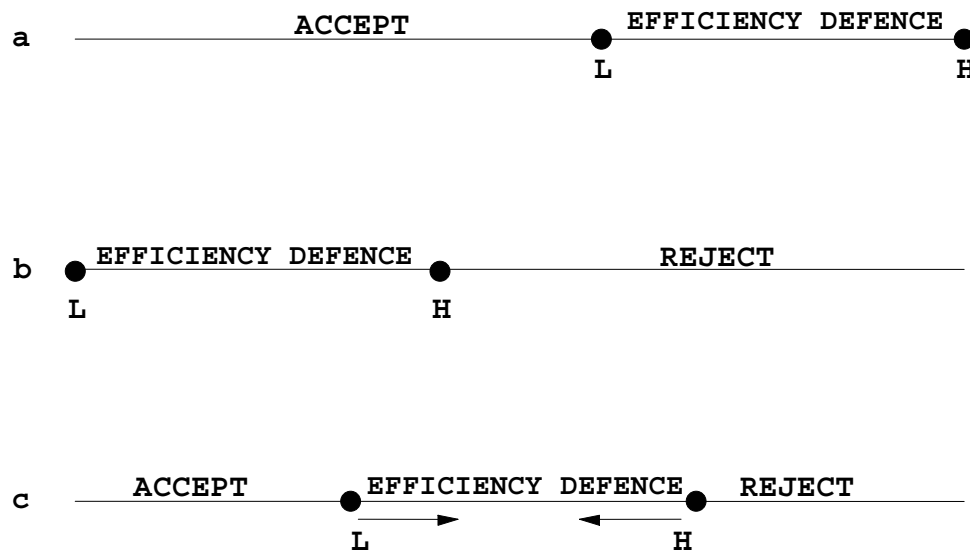 a ACCEPT EFFICIENCY DEFENCE
L H
b EFFICIENCY DEFENCE REJECT
L H
c ACCEPT EFFICIENCY DEFENCE REJECT
L H